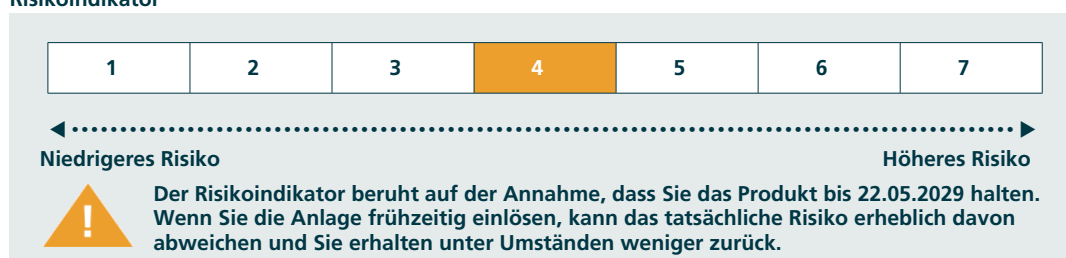 Risikoindikator
1 2 3 4 5 6 7
Niedrigeres Risiko Höheres Risiko
! Der Risikoindikator beruht auf der Annahme, dass Sie das Produkt bis 22.05.2029 halten.
Wenn Sie die Anlage frühzeitig einlösen, kann das tatsächliche Risiko erheblich davon
abweichen und Sie erhalten unter Umständen weniger zurück.